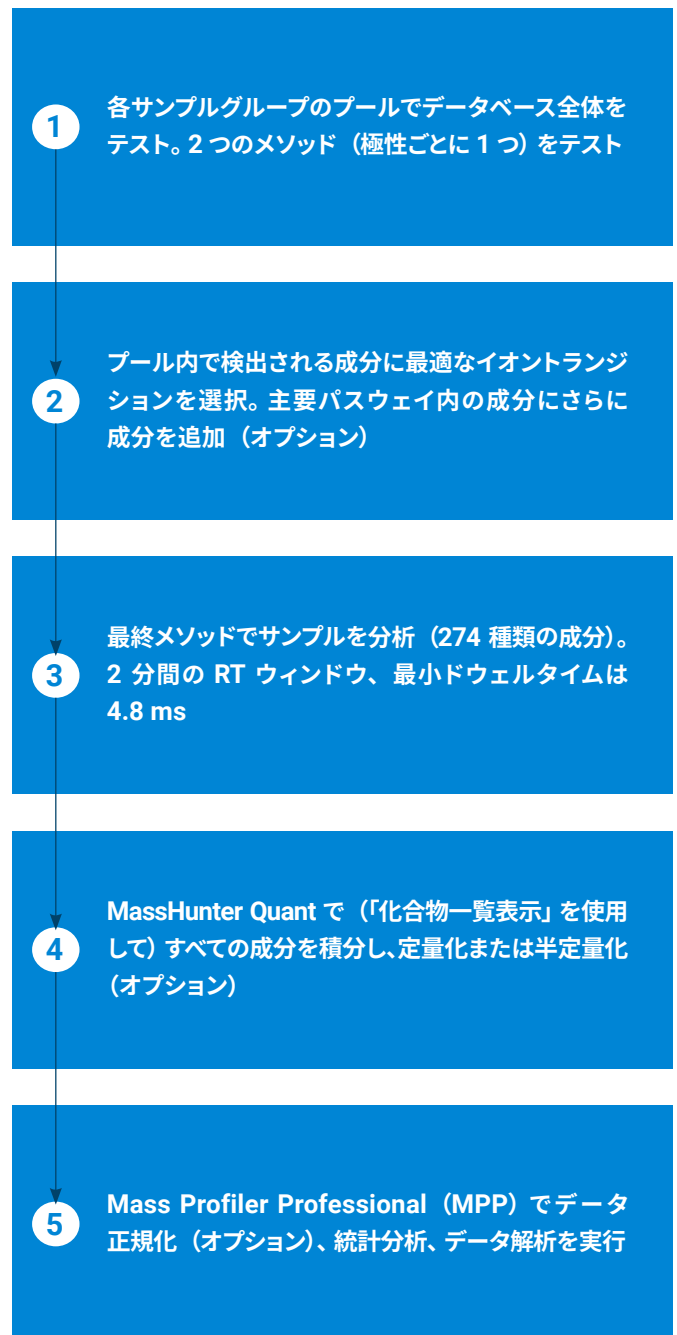 1
各サンプルグループのプールでデータベース全体を
テスト。2 つのメソッド（極性ごとに 1 つ）をテスト
2
プール内で検出される成分に最適なイオントランジ
ションを選択。主要パスウェイ内の成分にさらに
成分を追加（オプション）
3
最終メソッドでサンプルを分析（274 種類の成分）。
2 分間の RT ウィンドウ、最小ドウェルタイムは
4.8 ms
4
MassHunter Quant で（「化合物一覧表示」を使用
して）すべての成分を積分し、定量化または半定量化
（オプション）
5
Mass Profiler Professional（MPP）でデータ
正規化（オプション）、統計分析、データ解析を実行